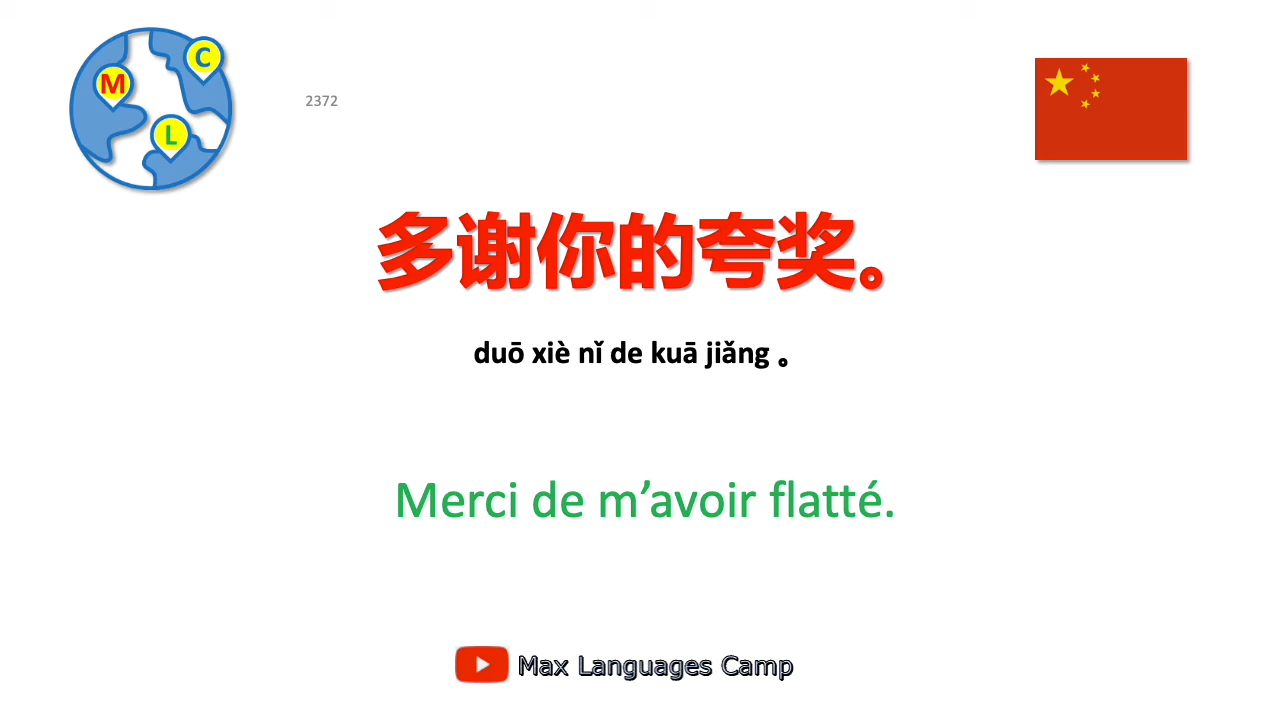 M
C
L
2372
多谢你的夸奖。
duō xiè nǐ de kuā jiǎng 。
Merci de m’avoir flatté.
Max Languages Camp